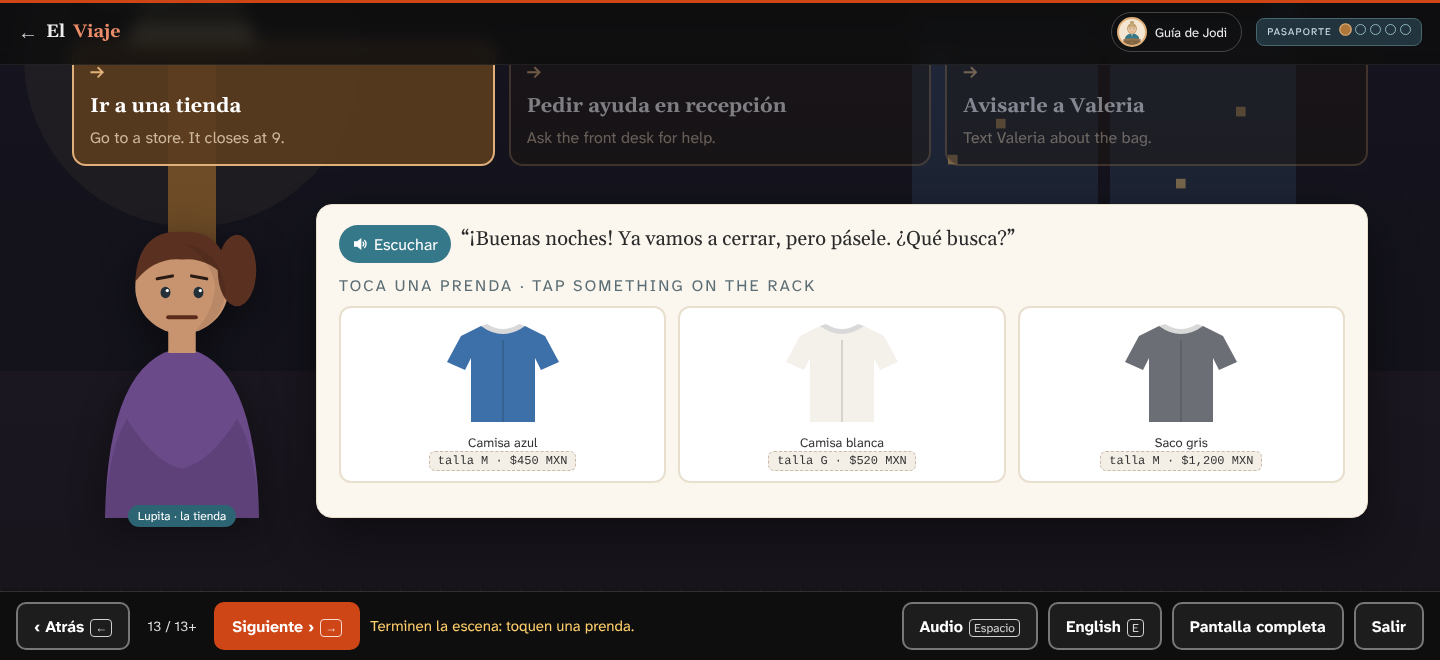 ← El Viaje
Guía de Jodi
PASAPORTE
→
Ir a una tienda
Go to a store. It closes at 9.
→
Pedir ayuda en recepción
Ask the front desk for help.
→
Avisarle a Valeria
Text Valeria about the bag.
Escuchar
“¡Buenas noches! Ya vamos a cerrar, pero pásele. ¿Qué busca?”
TOCA UNA PRENDA · TAP SOMETHING ON THE RACK
Camisa azul
talla M · $450 MXN
Camisa blanca
talla G · $520 MXN
Saco gris
talla M · $1,200 MXN
Lupita · la tienda
‹ Atrás ←
13 / 13+
Siguiente › →
Terminen la escena: toquen una prenda.
Audio Espacio
English E
Pantalla completa
Salir